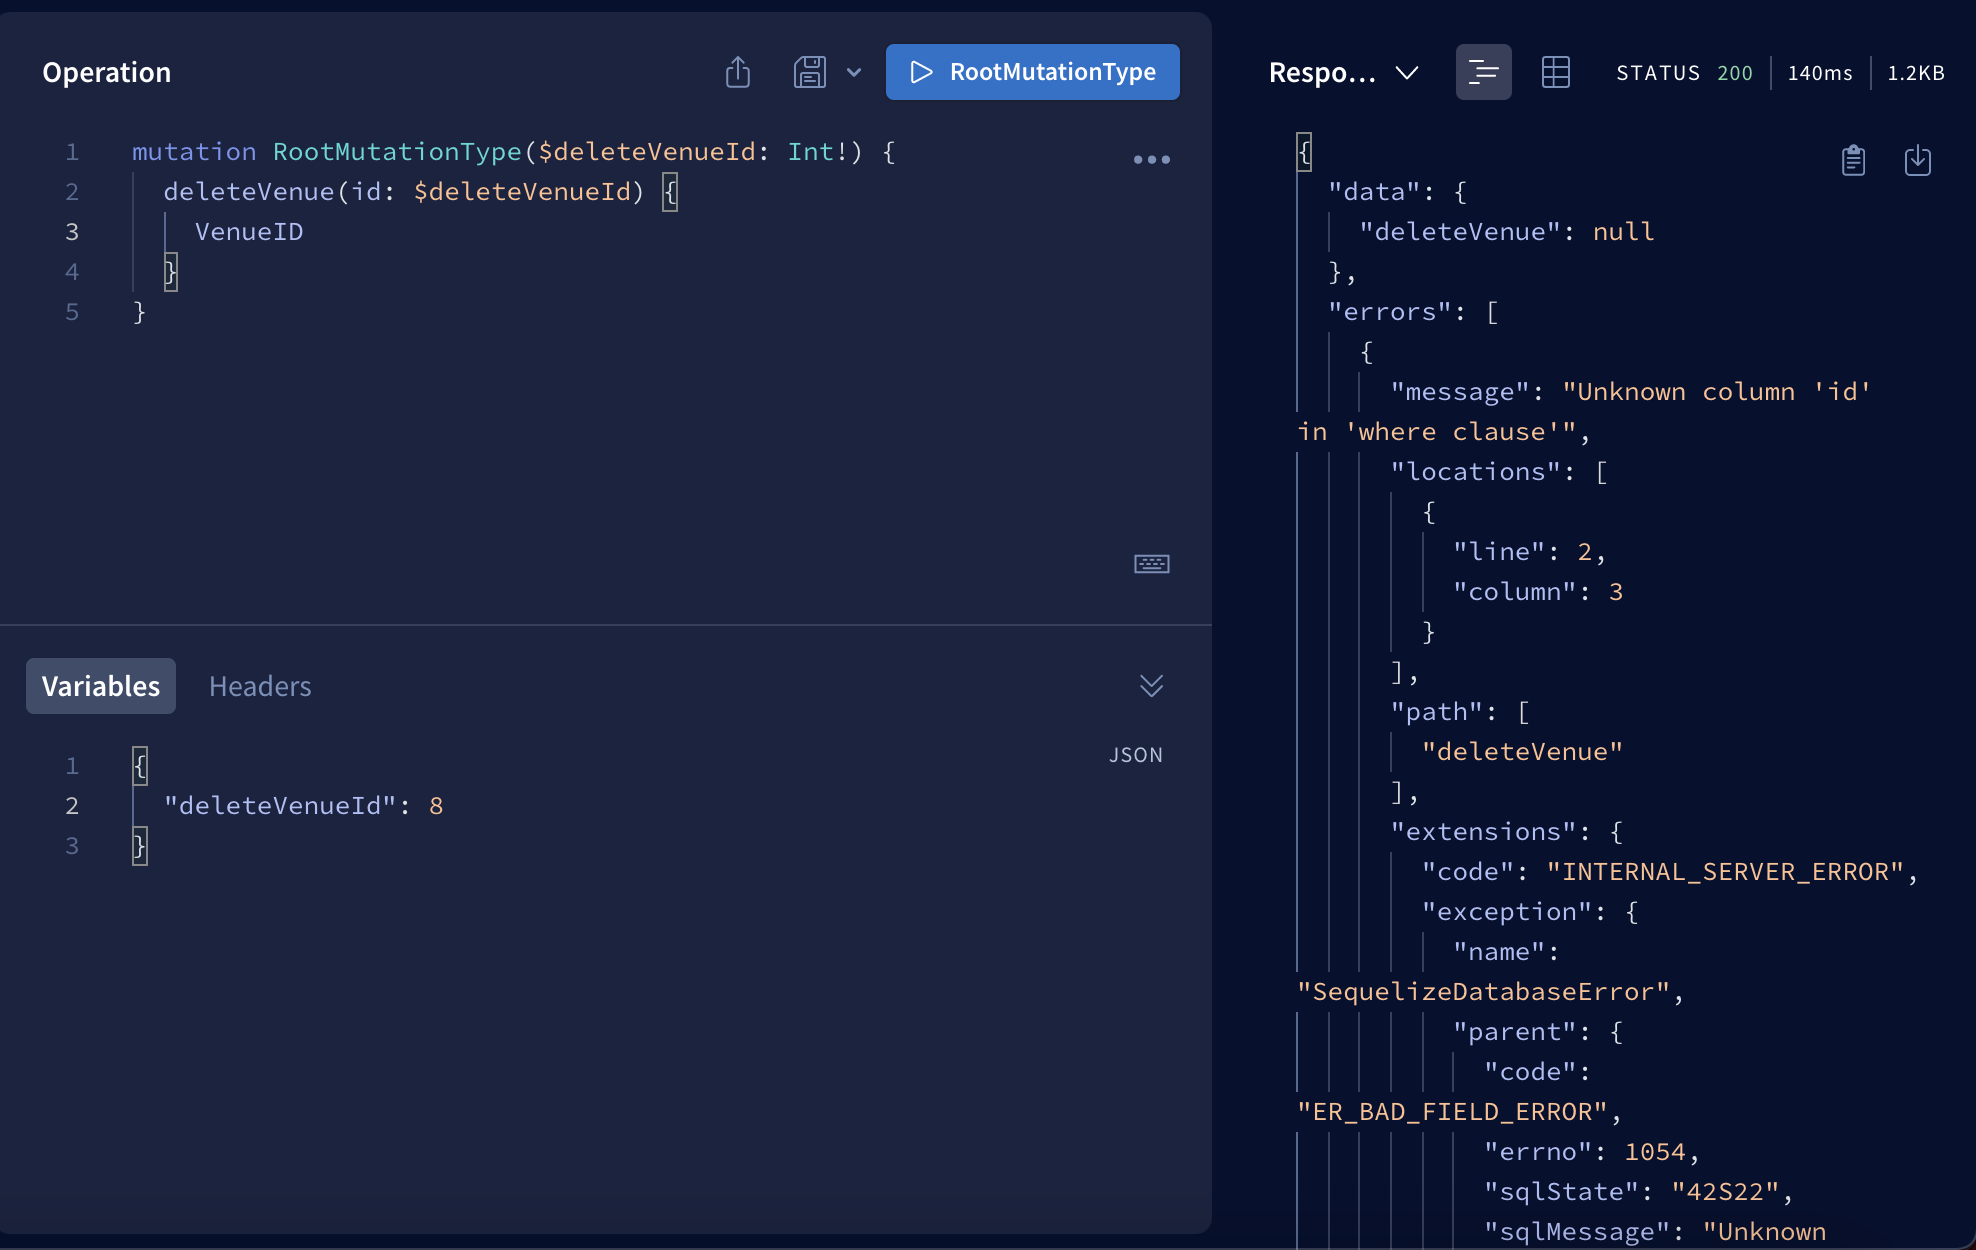 Operation
RootMutationType
1 mutation RootMutationType($deleteVenueId: Int!) {
2 deleteVenue(id: $deleteVenueId) {
3 VenueID
4 }
5 }
Variables Headers
JSON
1 {
2 "deleteVenueId": 8
3 }
Respo... STATUS 200 140ms 1.2KB
{
"data": {
"deleteVenue": null
},
"errors": [
{
"message": "Unknown column 'id'
in 'where clause'",
"locations": [
{
"line": 2,
"column": 3
}
],
"path": [
"deleteVenue"
],
"extensions": {
"code": "INTERNAL_SERVER_ERROR",
"exception": {
"name":
"SequelizeDatabaseError",
"parent": {
"code":
"ER_BAD_FIELD_ERROR",
"errno": 1054,
"sqlState": "42S22",
"sqlMessage": "Unknown